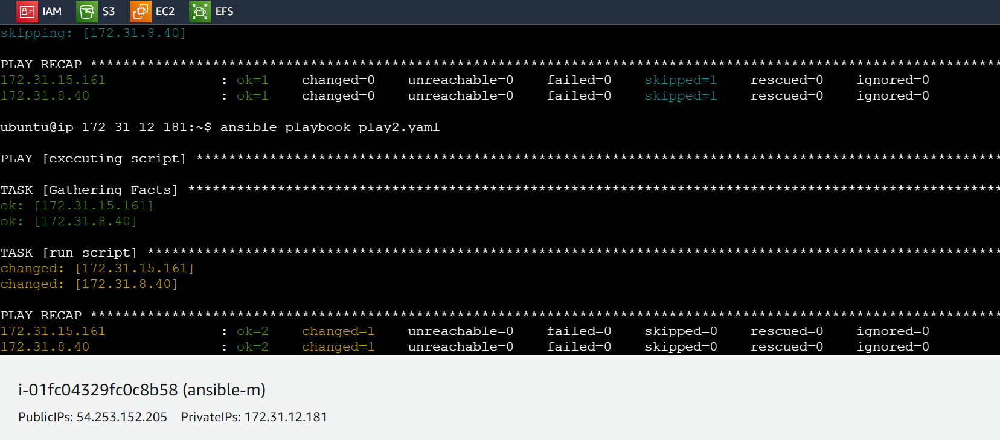 IAM S3 EC2 EFS
skipping: [172.31.8.40]
PLAY RECAP ****************************************************************************************************************
172.31.15.161 : ok=1 changed=0 unreachable=0 failed=0 skipped=1 rescued=0 ignored=0
172.31.8.40 : ok=1 changed=0 unreachable=0 failed=0 skipped=1 rescued=0 ignored=0
ubuntu@ip-172-31-12-181:~$ ansible-playbook play2.yaml
PLAY [executing script] ***************************************************************************************************
TASK [Gathering Facts] ****************************************************************************************************
ok: [172.31.15.161]
ok: [172.31.8.40]
TASK [run script] *********************************************************************************************************
changed: [172.31.15.161]
changed: [172.31.8.40]
PLAY RECAP ****************************************************************************************************************
172.31.15.161 : ok=2 changed=1 unreachable=0 failed=0 skipped=0 rescued=0 ignored=0
172.31.8.40 : ok=2 changed=1 unreachable=0 failed=0 skipped=0 rescued=0 ignored=0
i-01fc04329fc0c8b58 (ansible-m)
PublicIPs: 54.253.152.205 PrivateIPs: 172.31.12.181